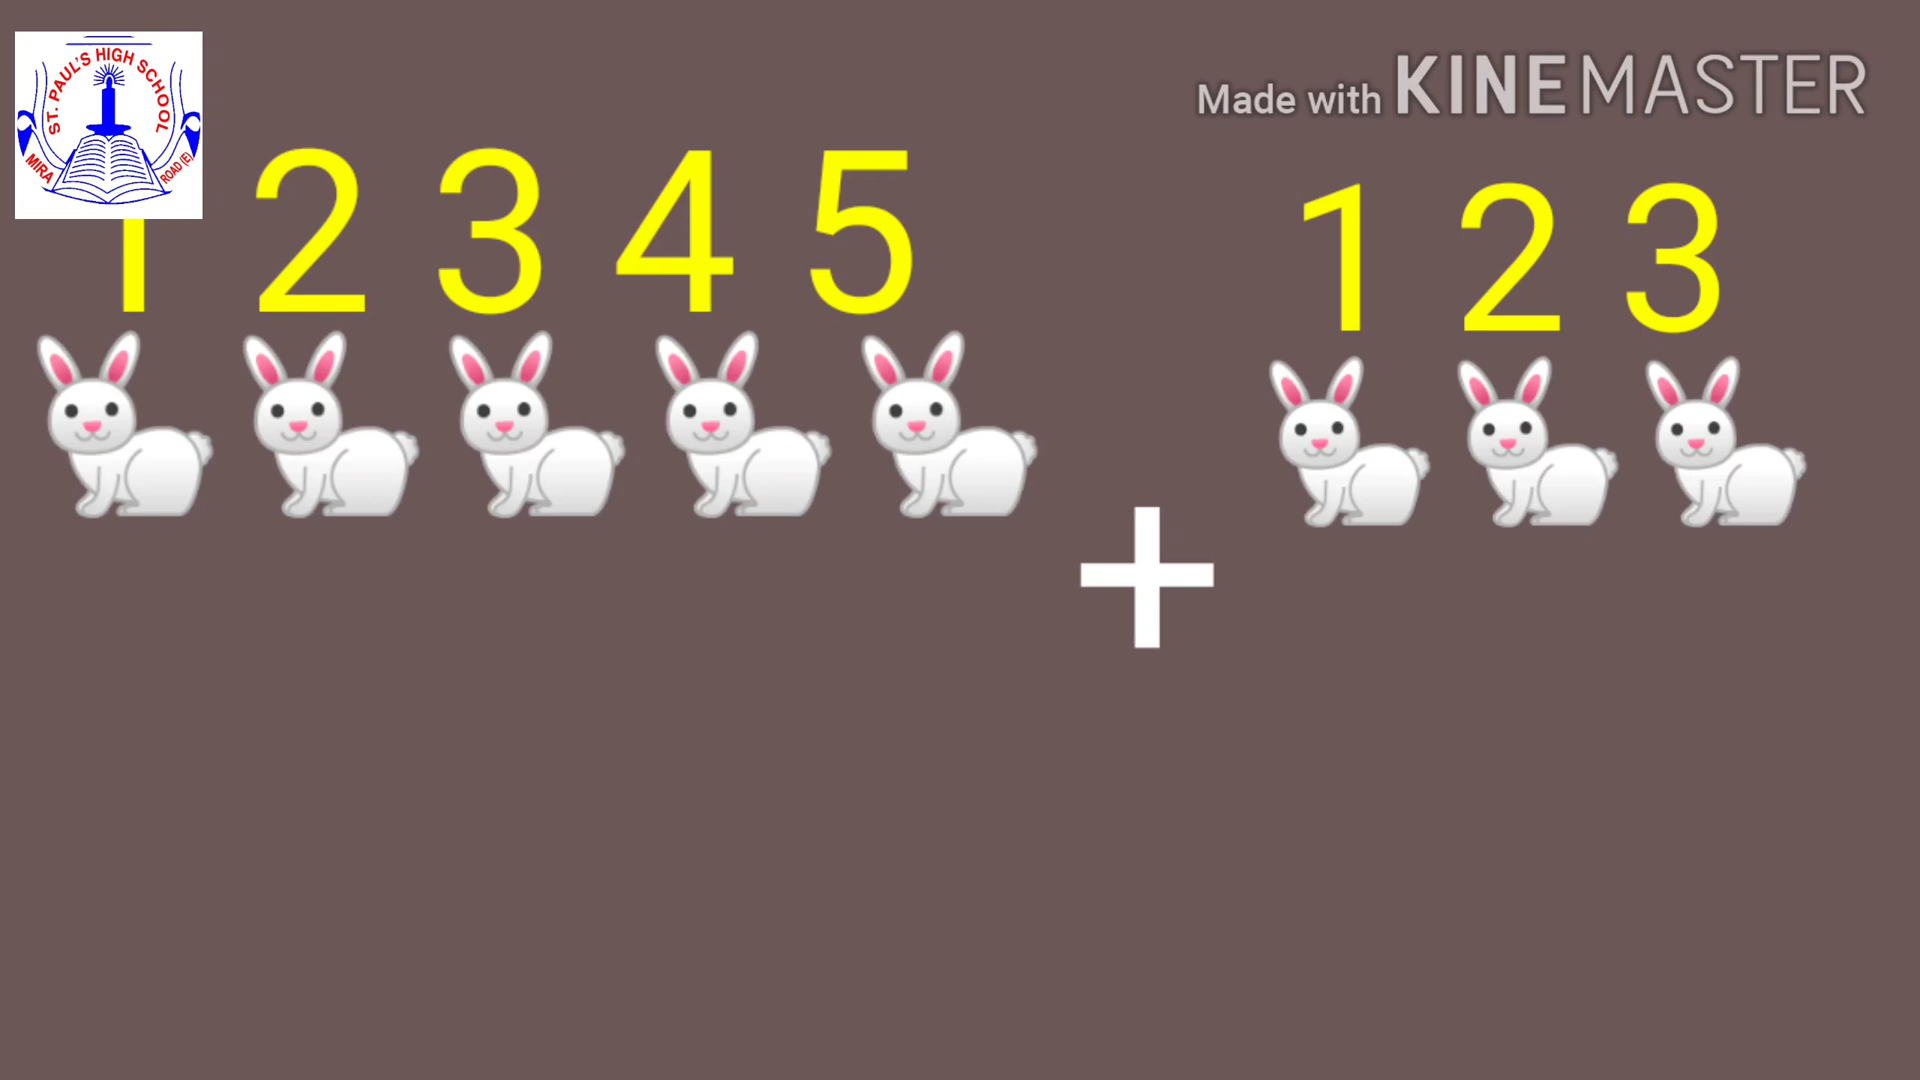 ST. PAUL'S HIGH SCHOOL
MIRA ROAD (E)
Made with KINEMASTER
1 2 3 4 5
1 2 3
+